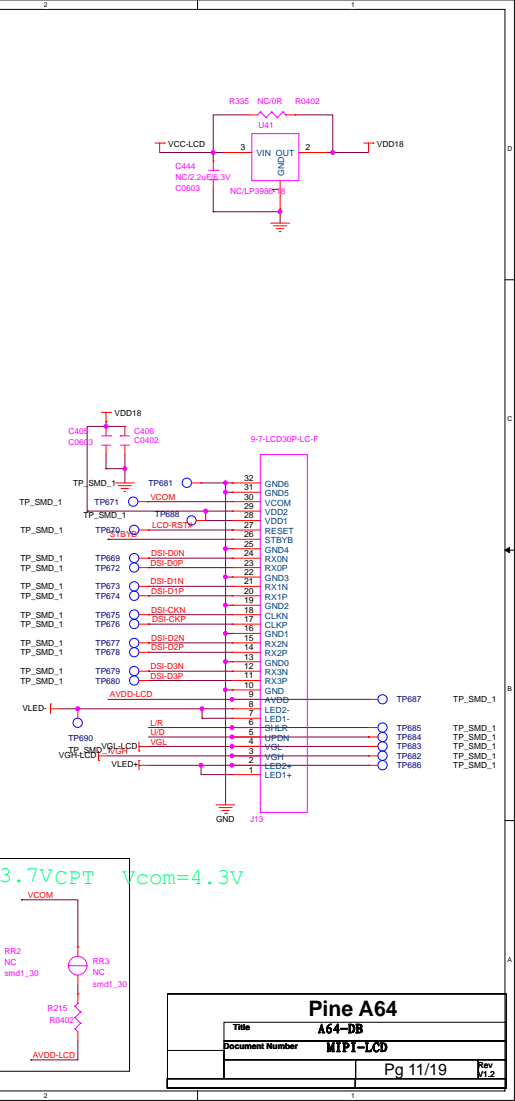 2
1
D
R335 NC/0R R0402
U41
VCC-LCD
3
VIN OUT
2
VDD18
GND
1
C444
NC/2.2uF/6.3V
C0603
NC/LP3986-18
C
VDD18
C405
C0603
C406
C0402
9-7-LCD30P-LC-F
TP_SMD_1 TP681 32 GND6
31 GND5
TP_SMD_1 TP671 VCOM 30 VCOM
29 VDD2
TP_SMD_1 TP688 28 VDD1
TP_SMD_1 TP670 LCD-RST# 27 RESET
STBYB 26 STBYB
25 GND4
TP_SMD_1 TP669 DSI-D0N 24 RX0N
TP_SMD_1 TP672 DSI-D0P 23 RX0P
22 GND3
TP_SMD_1 TP673 DSI-D1N 21 RX1N
TP_SMD_1 TP674 DSI-D1P 20 RX1P
19 GND2
TP_SMD_1 TP675 DSI-CKN 18 CLKN
TP_SMD_1 TP676 DSI-CKP 17 CLKP
16 GND1
TP_SMD_1 TP677 DSI-D2N 15 RX2N
TP_SMD_1 TP678 DSI-D2P 14 RX2P
13 GND0
TP_SMD_1 TP679 DSI-D3N 12 RX3N
TP_SMD_1 TP680 DSI-D3P 11 RX3P
10 GND
AVDD-LCD 9 AVDD TP687 TP_SMD_1
VLED- 8 LED2-
7 LED1-
L/R 6 SHLR TP685 TP_SMD_1
TP690 U/D 5 UPDN TP684 TP_SMD_1
TP_SMD_1 VGL-LCD VGL 4 VGL TP683 TP_SMD_1
VGH-LCD VGH 3 VGH TP682 TP_SMD_1
VLED+ 2 LED2+ TP686 TP_SMD_1
1 LED1+
GND
J13
B
3.7VCPT Vcom=4.3V
VCOM
RR2
NC
smd1_30
RR3
NC
smd1_30
R215
R0402
AVDD-LCD
A
Pine A64
Title A64-DB
Document Number MIPI-LCD
Pg 11/19
Rev
V1.2
2
1